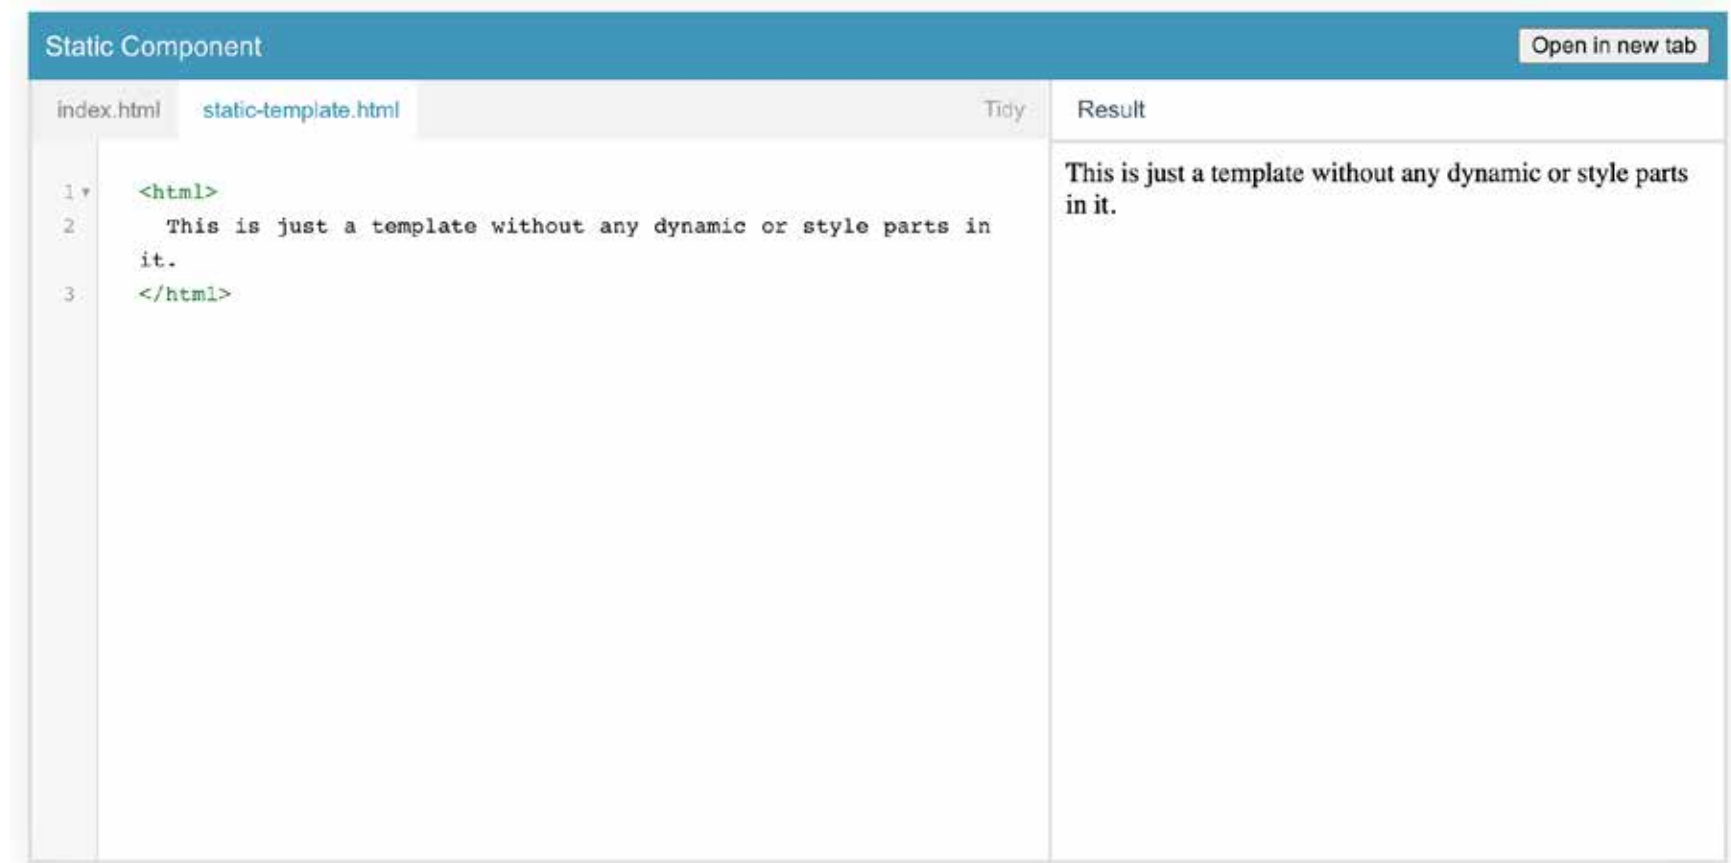 Static Component
Open in new tab
index.html
static-template.html
Tidy
Result
1
<html>
2
This is just a template without any dynamic or style parts in
it.
3
</html>
This is just a template without any dynamic or style parts
in it.